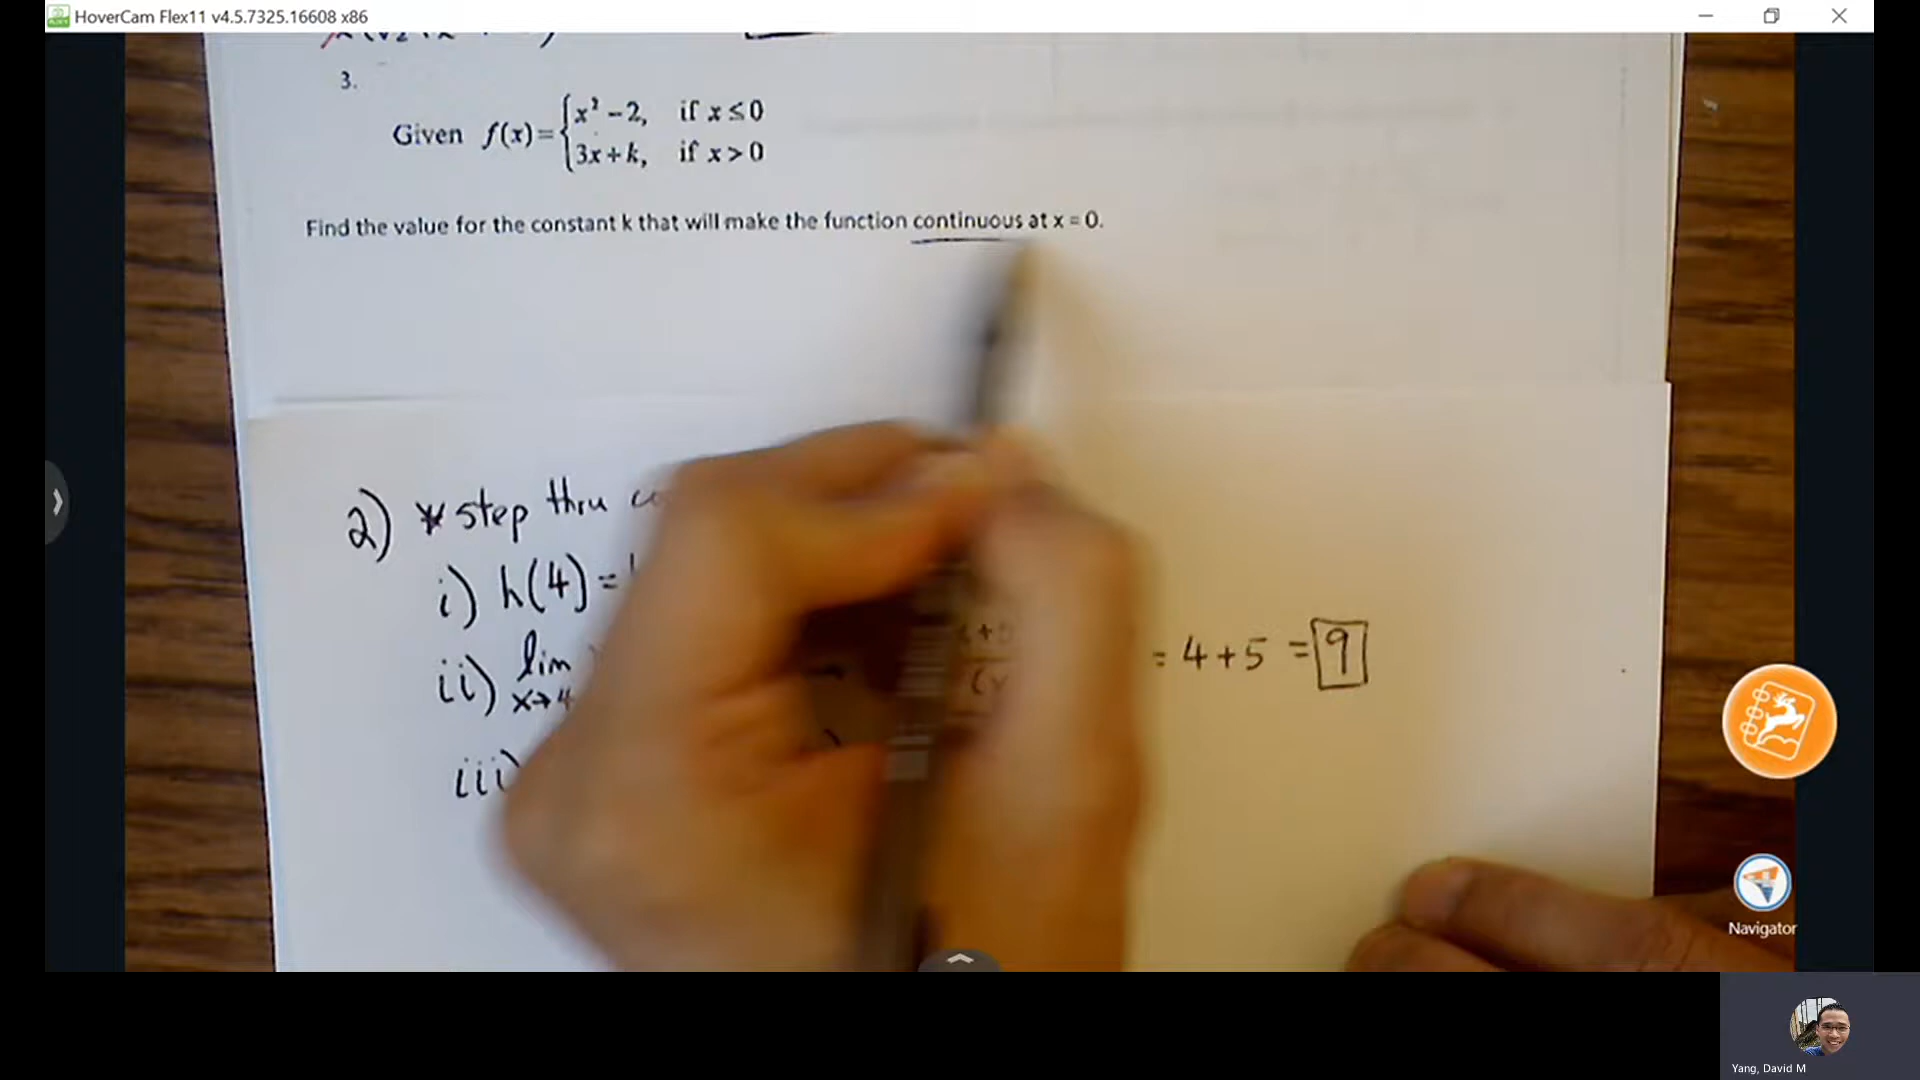 HoverCam Flex11 v4.5.7325.16608 x86
3.
Given f(x)= { x² - 2, if x ≤ 0
3x + k, if x > 0
Find the value for the constant k that will make the function continuous at x = 0.
2) * step thru
i) h(4) =
ii) lim x→4
= 4 + 5 = 9
iii)
Navigator
Yang, David M